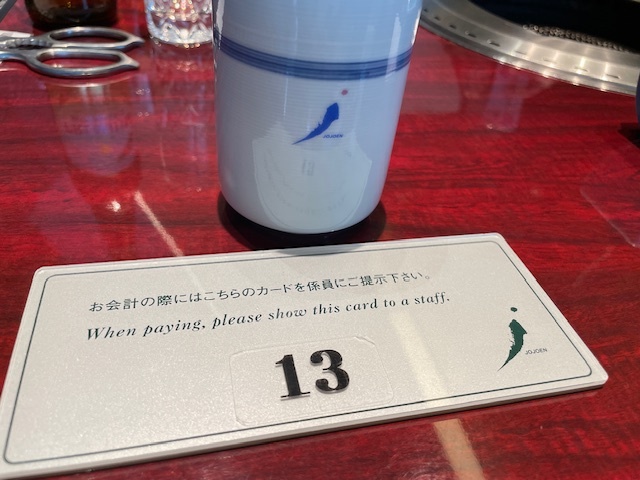 JOJOEN
お会計の際にはこちらのカードを係員にご提示下さい。
When paying, please show this card to a staff.
13
JOJOEN